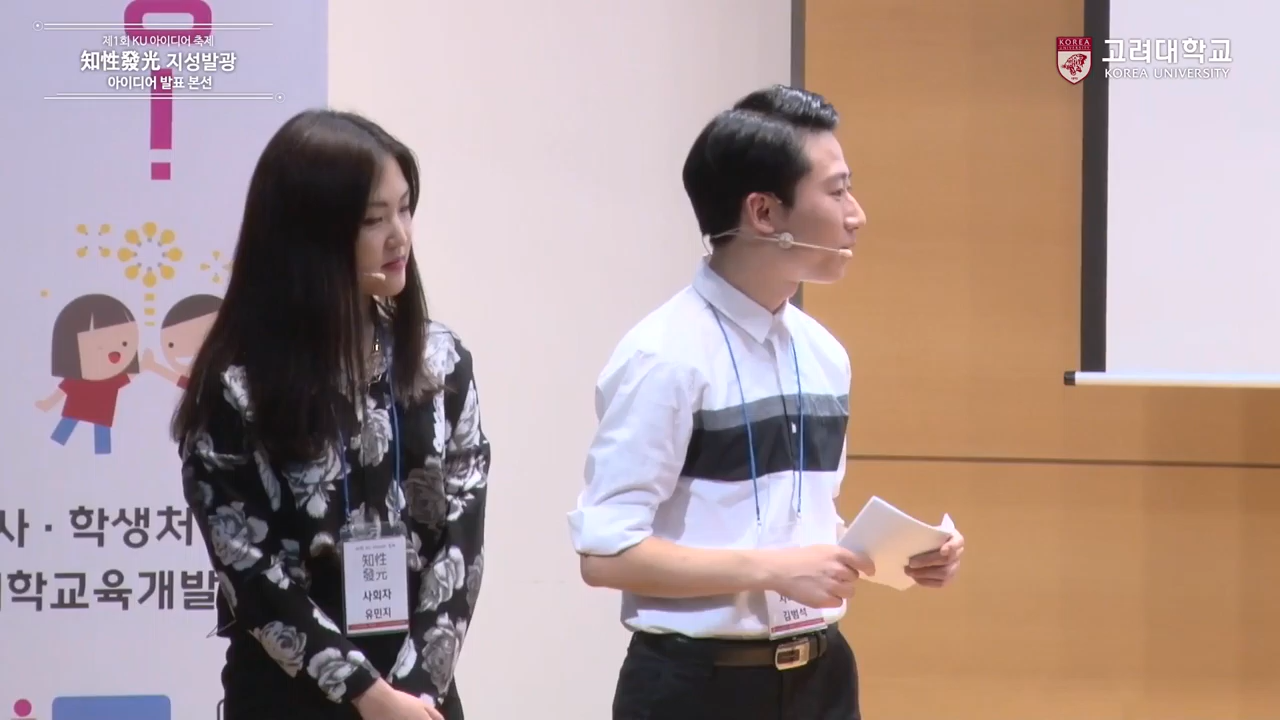 제1회 KU 아이디어 축제
知性發光 지성발광
아이디어 발표 본선
KOREA
고려대학교
KOREA UNIVERSITY
사 · 학생처
학교육개발
知性
發光
사회자
유민지
김범석